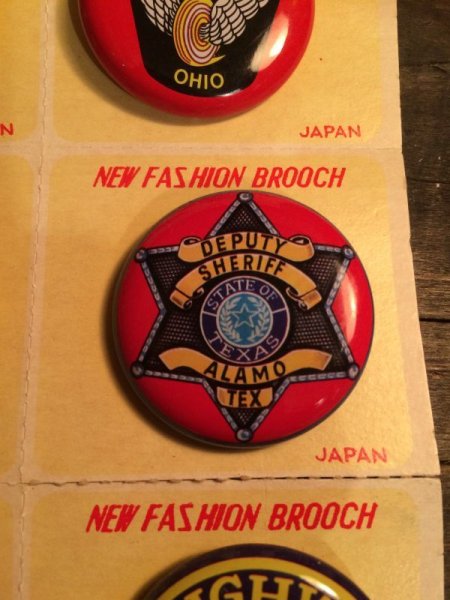 OHIO
N
JAPAN
NEW FASHION BROOCH
DEPUTY
SHERIFF
STATE OF
TEXAS
ALAMO
TEX
JAPAN
NEW FASHION BROOCH